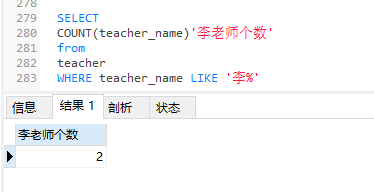 278
279 SELECT
280 COUNT(teacher_name)'李老师个数'
281 from
282 teacher
283 WHERE teacher_name LIKE '李%'
信息 结果 1 剖析 状态
李老师个数
2